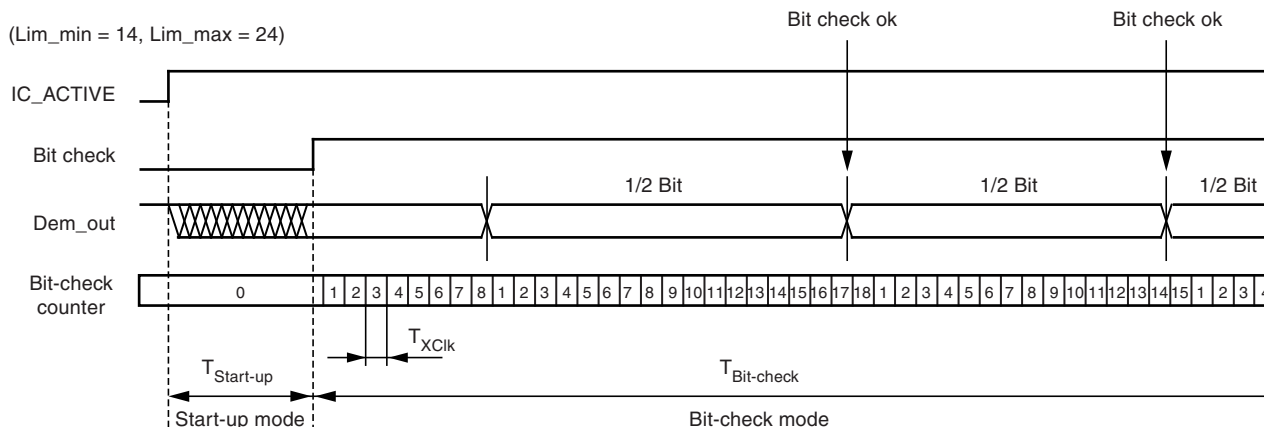 Bit check ok Bit check ok
(Lim_min = 14, Lim_max = 24)
IC_ACTIVE
Bit check
1/2 Bit 1/2 Bit 1/2 Bit
Dem_out
Bit-check
counter
0 1 2 3 4 5 6 7 8 1 2 3 4 5 6 7 8 9 10 11 12 13 14 15 16 17 18 1 2 3 4 5 6 7 8 9 10 11 12 13 14 15 1 2 3 4
TXClk
TStart-up TBit-check
Start-up mode Bit-check mode